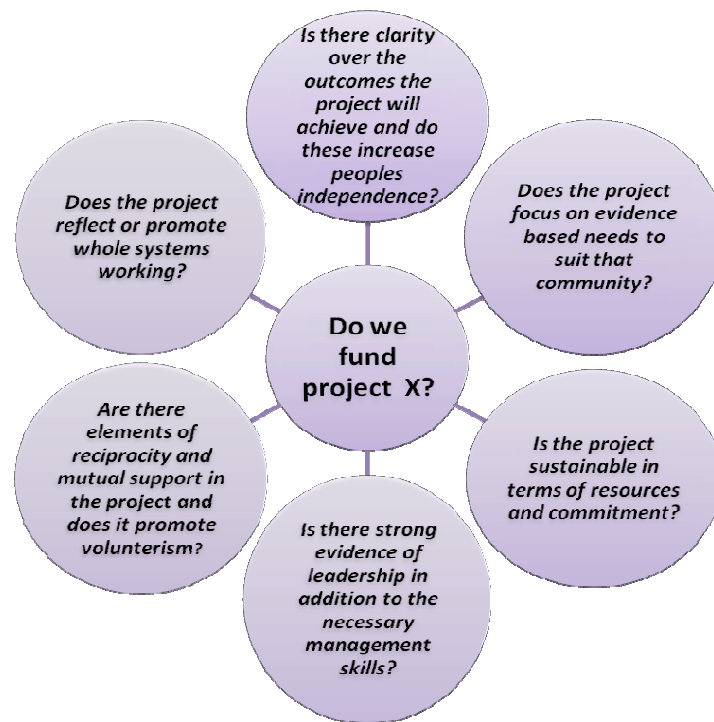 Is there clarity
over the
outcomes the
project will
achieve and do
these increase
peoples
independence?
Does the project
focus on evidence
based needs to
suit that
community?
Is the project
sustainable in
terms of resources
and commitment?
Is there strong
evidence of
leadership in
addition to the
necessary
management
skills?
Are there
elements of
reciprocity and
mutual support in
the project and
does it promote
volunterism?
Does the project
reflect or promote
whole systems
working?
Do we
fund
project X?